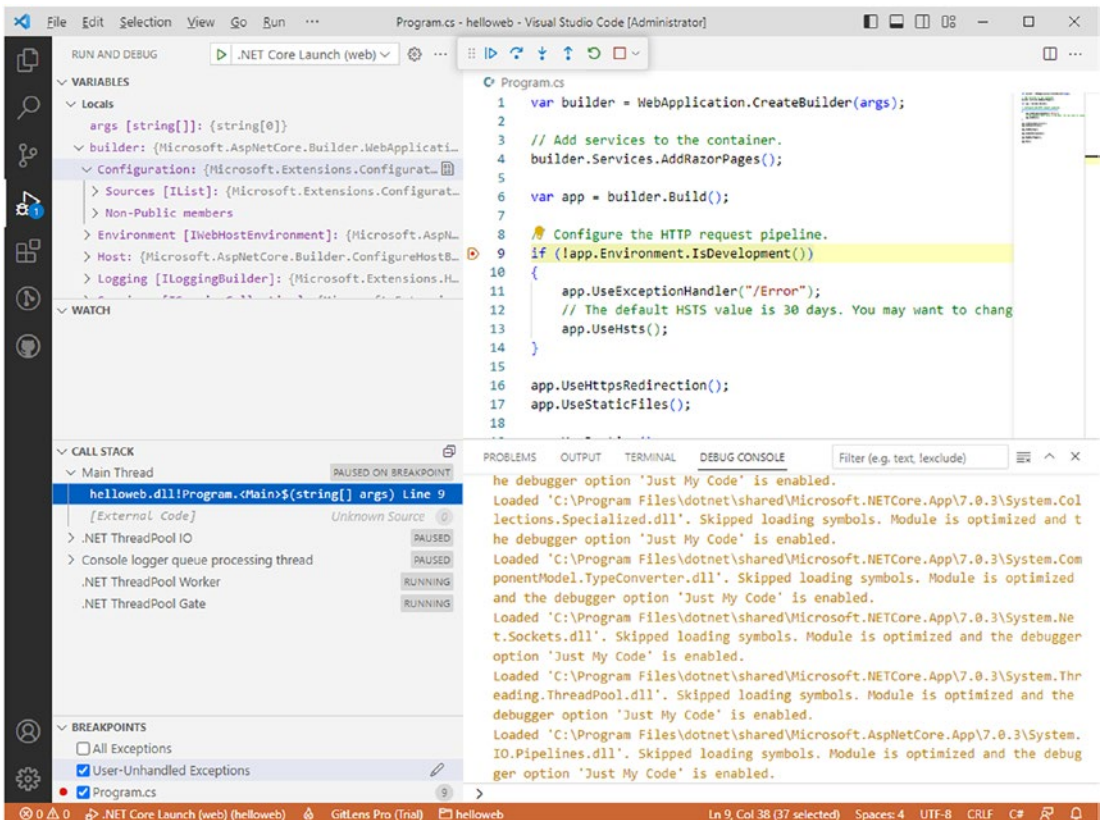 File Edit Selection View Go Run ··· Program.cs - helloweb - Visual Studio Code [Administrator]
RUN AND DEBUG .NET Core Launch (web) ···
VARIABLES
Locals
args [string[]]: {string[0]}
builder: {Microsoft.AspNetCore.Builder.WebApplicati…
Configuration: {Microsoft.Extensions.Configurat…
Sources [IList]: {Microsoft.Extensions.Configurat…
Non-Public members
Environment [IWebHostEnvironment]: {Microsoft.AspN…
Host: {Microsoft.AspNetCore.Builder.ConfigureHostB…
Logging [ILoggingBuilder]: {Microsoft.Extensions.H…
WATCH
CALL STACK
Main Thread PAUSED ON BREAKPOINT
helloweb.dll!Program.<Main>$(string[] args) Line 9
[External Code] Unknown Source 0
.NET ThreadPool IO PAUSED
Console logger queue processing thread PAUSED
.NET ThreadPool Worker RUNNING
.NET ThreadPool Gate RUNNING
BREAKPOINTS
All Exceptions
User-Unhandled Exceptions
Program.cs 9
1
Program.cs
1 var builder = WebApplication.CreateBuilder(args);
2
3 // Add services to the container.
4 builder.Services.AddRazorPages();
5
6 var app = builder.Build();
7
8 Configure the HTTP request pipeline.
9 if (!app.Environment.IsDevelopment())
10 {
11 app.UseExceptionHandler("/Error");
12 // The default HSTS value is 30 days. You may want to chang
13 app.UseHsts();
14 }
15
16 app.UseHttpsRedirection();
17 app.UseStaticFiles();
18
PROBLEMS OUTPUT TERMINAL DEBUG CONSOLE Filter (e.g. text, !exclude)
he debugger option 'Just My Code' is enabled.
Loaded 'C:\Program Files\dotnet\shared\Microsoft.NETCore.App\7.0.3\System.Col
lections.Specialized.dll'. Skipped loading symbols. Module is optimized and t
he debugger option 'Just My Code' is enabled.
Loaded 'C:\Program Files\dotnet\shared\Microsoft.NETCore.App\7.0.3\System.Com
ponentModel.TypeConverter.dll'. Skipped loading symbols. Module is optimized
and the debugger option 'Just My Code' is enabled.
Loaded 'C:\Program Files\dotnet\shared\Microsoft.NETCore.App\7.0.3\System.Ne
t.Sockets.dll'. Skipped loading symbols. Module is optimized and the debugger
option 'Just My Code' is enabled.
Loaded 'C:\Program Files\dotnet\shared\Microsoft.NETCore.App\7.0.3\System.Thr
eading.ThreadPool.dll'. Skipped loading symbols. Module is optimized and the
debugger option 'Just My Code' is enabled.
Loaded 'C:\Program Files\dotnet\shared\Microsoft.AspNetCore.App\7.0.3\System.
IO.Pipelines.dll'. Skipped loading symbols. Module is optimized and the debug
ger option 'Just My Code' is enabled.
>
0 0 .NET Core Launch (web) (helloweb) GitLens Pro (Trial) helloweb Ln 9, Col 38 (37 selected) Spaces: 4 UTF-8 CRLF C#